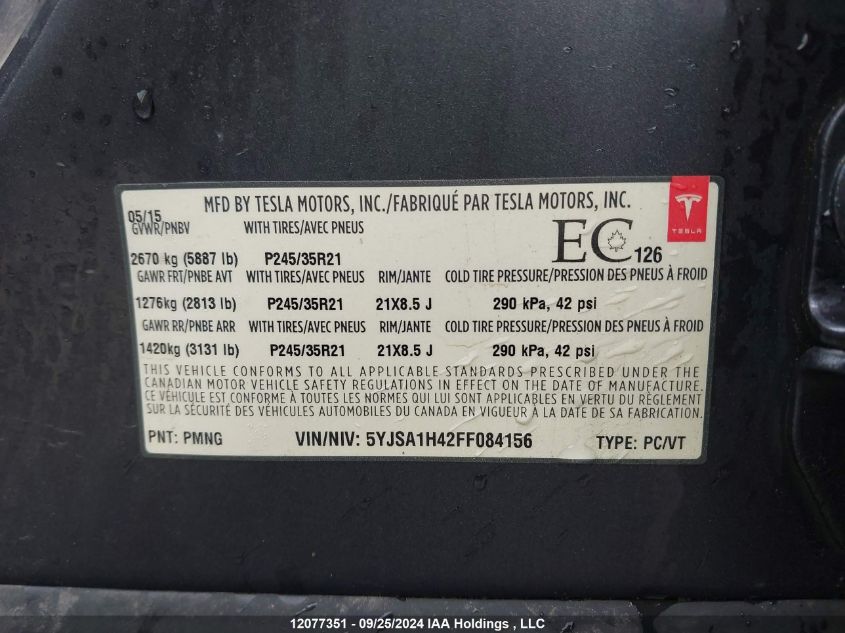 05/15 MFD BY TESLA MOTORS, INC./FABRIQUÉ PAR TESLA MOTORS, INC.
GVWR/PNBV WITH TIRES/AVEC PNEUS
TESLA
2670 kg (5887 lb) P245/35R21 EC 126
GAWR FRT/PNBE AVT WITH TIRES/AVEC PNEUS RIM/JANTE COLD TIRE PRESSURE/PRESSION DES PNEUS À FROID
1276kg (2813 lb) P245/35R21 21X8.5 J 290 kPa, 42 psi
GAWR RR/PNBE ARR WITH TIRES/AVEC PNEUS RIM/JANTE COLD TIRE PRESSURE/PRESSION DES PNEUS À FROID
1420kg (3131 lb) P245/35R21 21X8.5 J 290 kPa, 42 psi
THIS VEHICLE CONFORMS TO ALL APPLICABLE STANDARDS PRESCRIBED UNDER THE
CANADIAN MOTOR VEHICLE SAFETY REGULATIONS IN EFFECT ON THE DATE OF MANUFACTURE.
CE VÉHICULE EST CONFORME À TOUTES LES NORMES QUI LUI SONT APPLICABLES EN VERTU DU RÈGLEMENT
SUR LA SÉCURITÉ DES VÉHICULES AUTOMOBILES DU CANADA EN VIGUEUR À LA DATE DE SA FABRICATION.
PNT: PMNG VIN/NIV: 5YJSA1H42FF084156 TYPE: PC/VT
12077351 - 09/25/2024 IAA Holdings , LLC